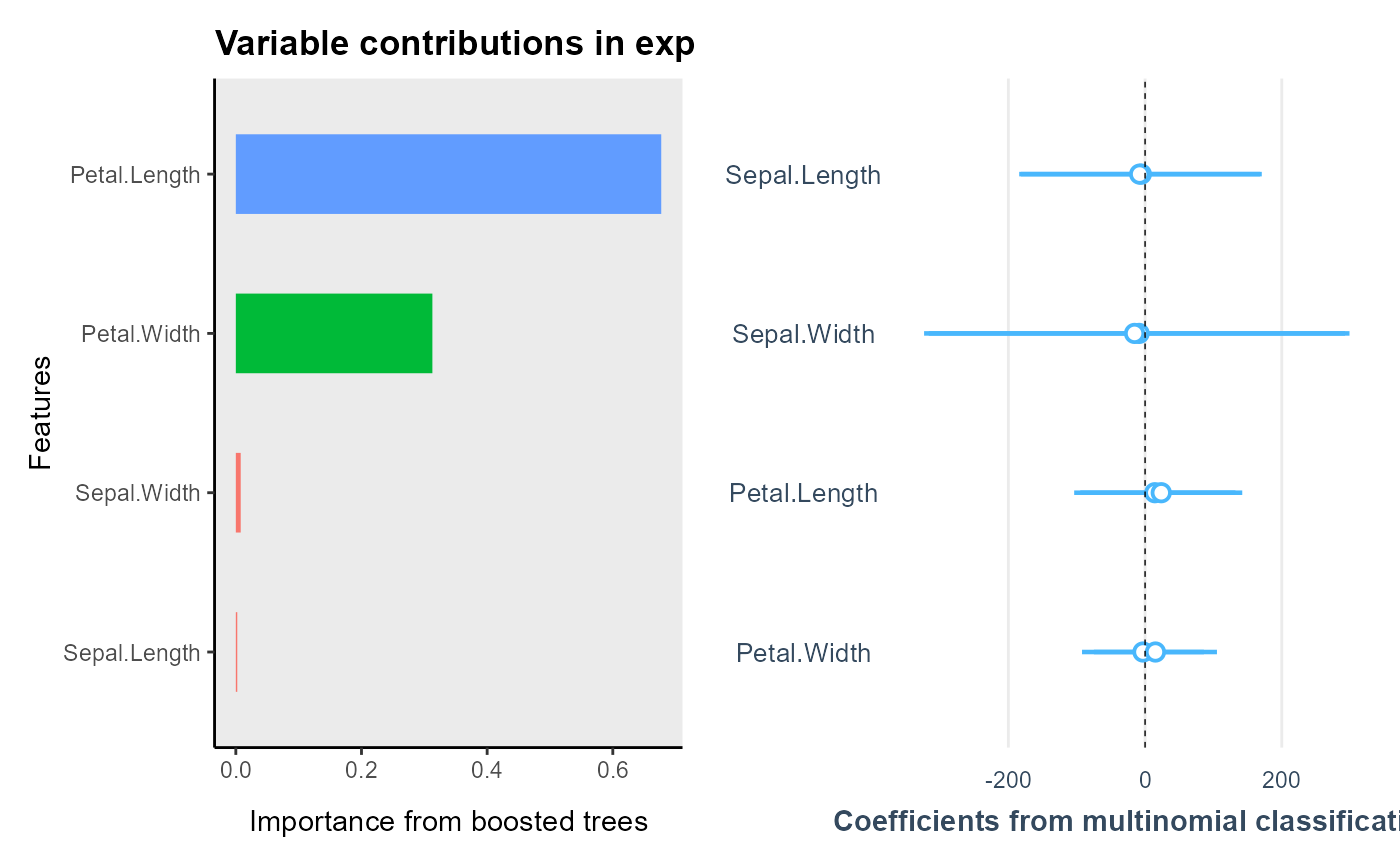 Variable contributions in exp
Features
Petal.Length
Petal.Width
Sepal.Width
Sepal.Length
0.0 0.2 0.4 0.6
Importance from boosted trees
Sepal.Length
Sepal.Width
Petal.Length
Petal.Width
-200 0 200
Coefficients from multinomial classificati